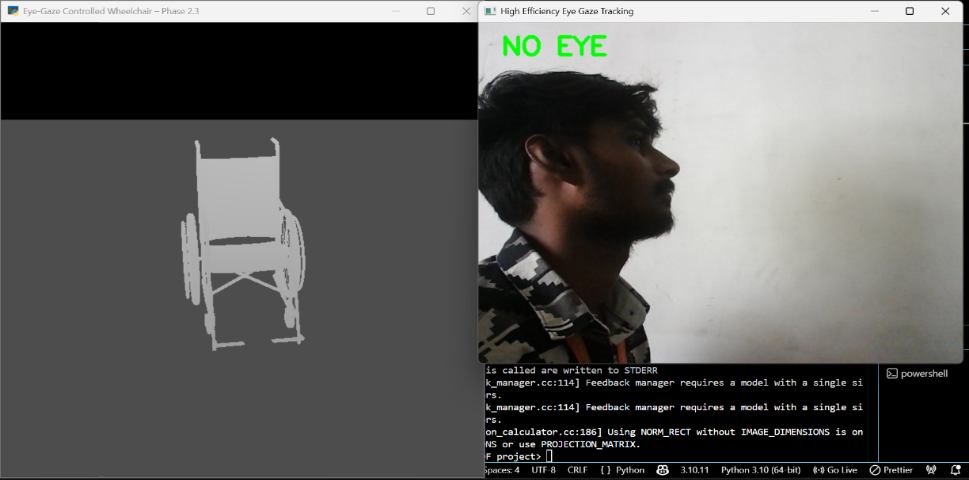 Eye-Gaze Controlled Wheelchair – Phase 2.3
High Efficiency Eye Gaze Tracking
NO EYE
is called are written to STDERR
k_manager.cc:114] Feedback manager requires a model with a single si
rs.
k_manager.cc:114] Feedback manager requires a model with a single si
rs.
on_calculator.cc:186] Using NORM_RECT without IMAGE_DIMENSIONS is on
NS or use PROJECTION_MATRIX.
F project>
powershell
Spaces: 4 UTF-8 CRLF { } Python 3.10.11 Python 3.10 (64-bit) Go Live Prettier